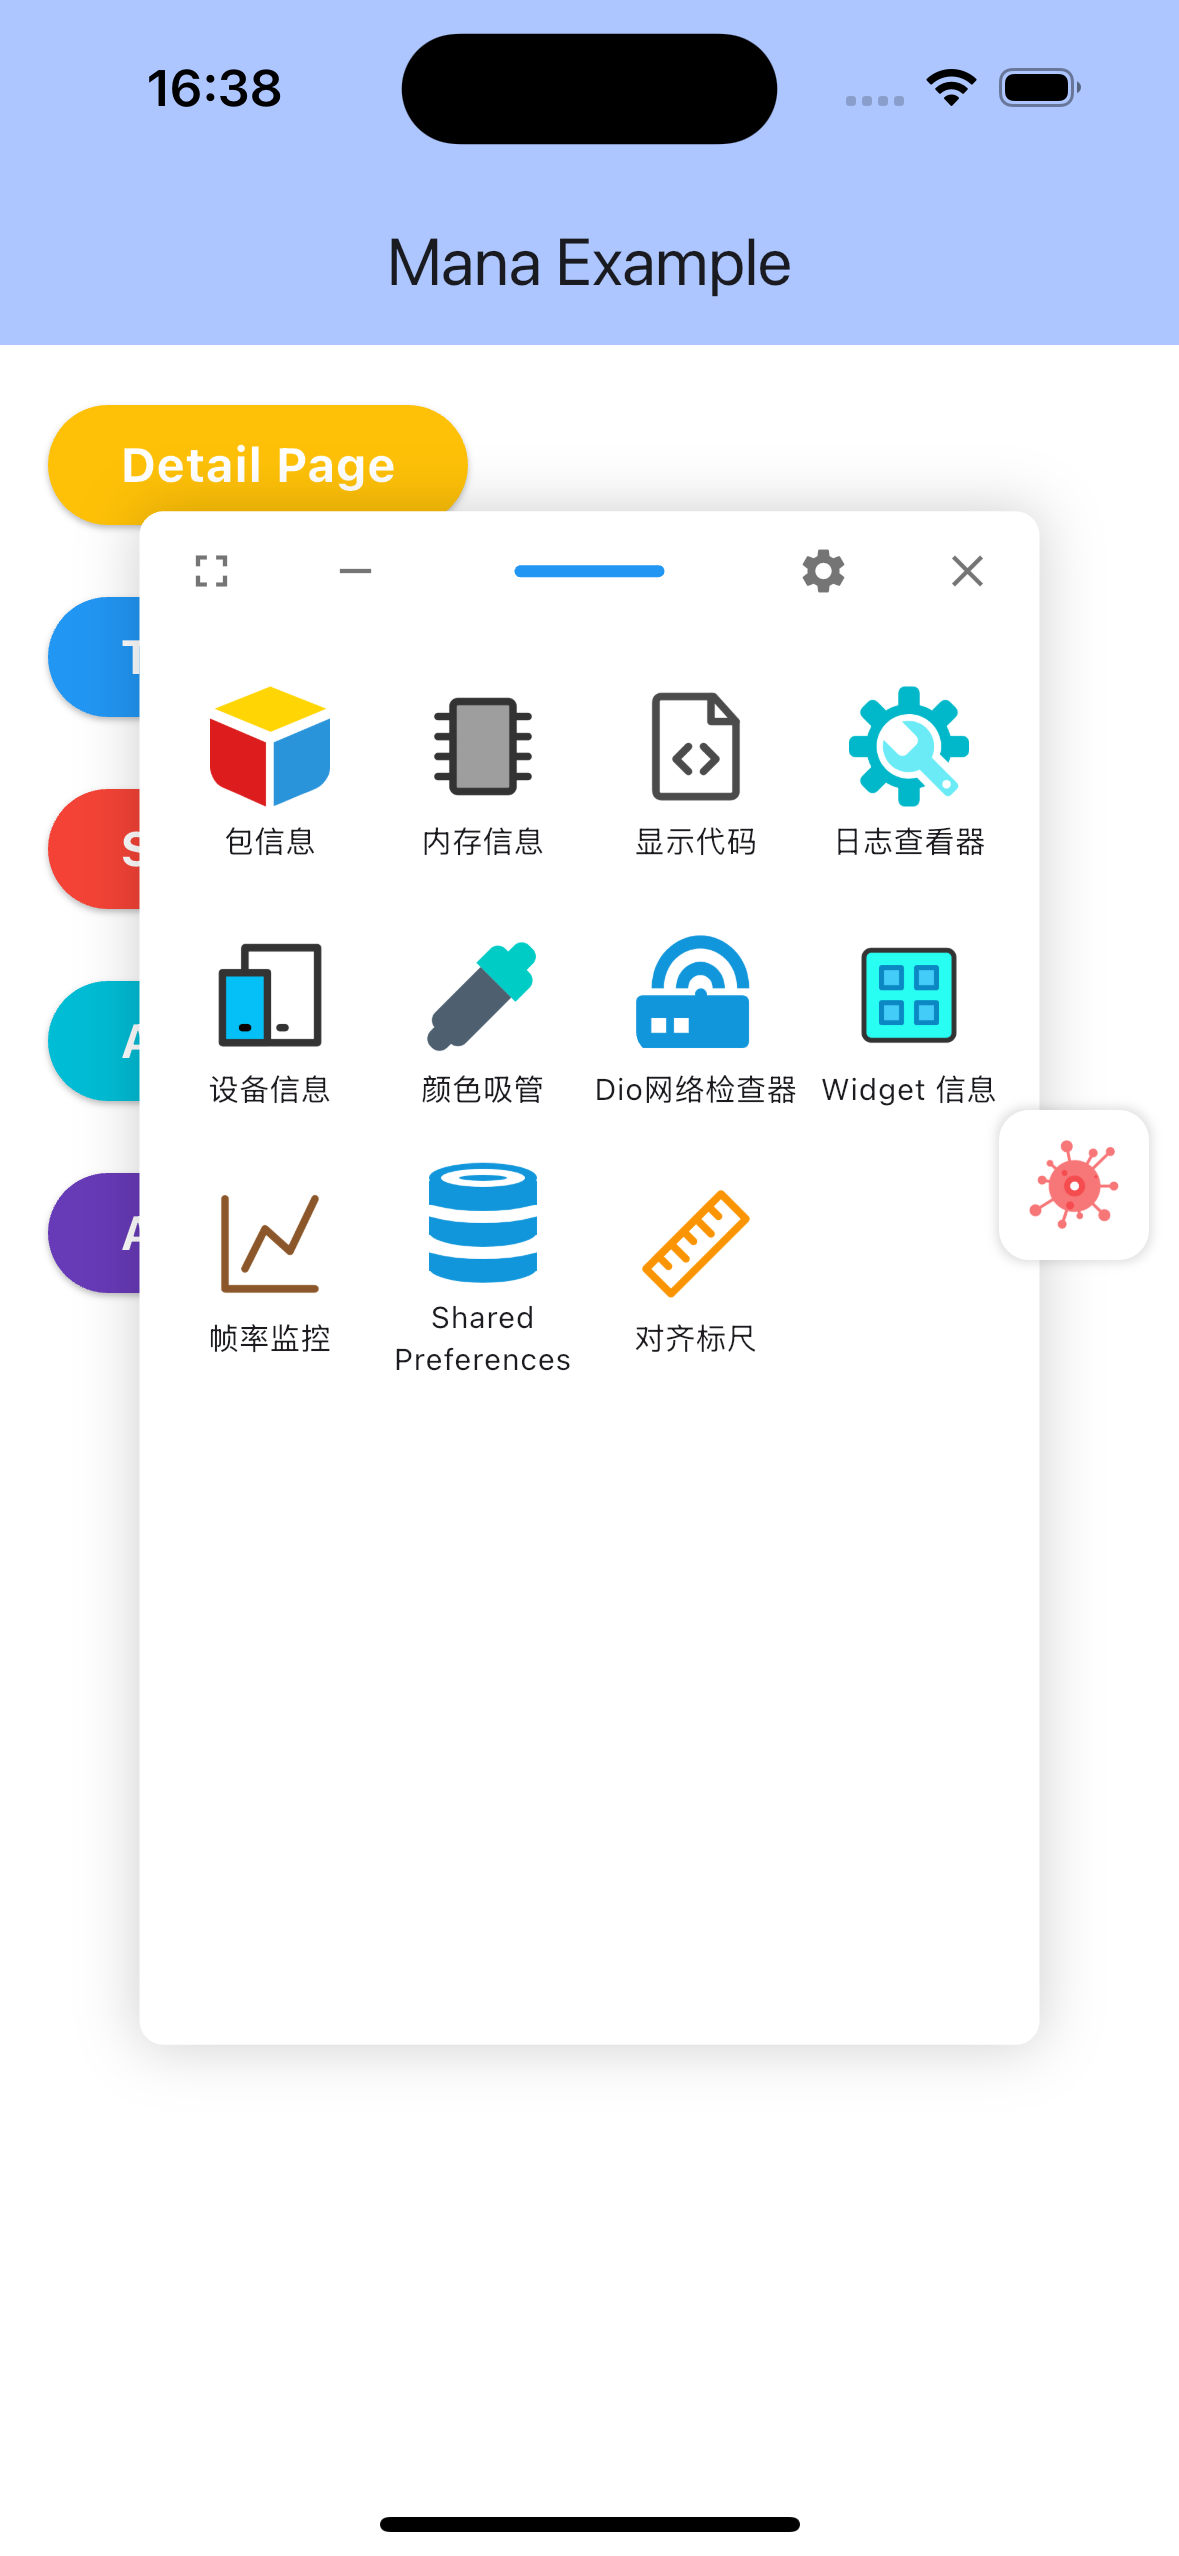 16:38
Mana Example
Detail Page
包信息
内存信息
显示代码
日志查看器
设备信息
颜色吸管
Dio网络检查器
Widget 信息
帧率监控
Shared
Preferences
对齐标尺